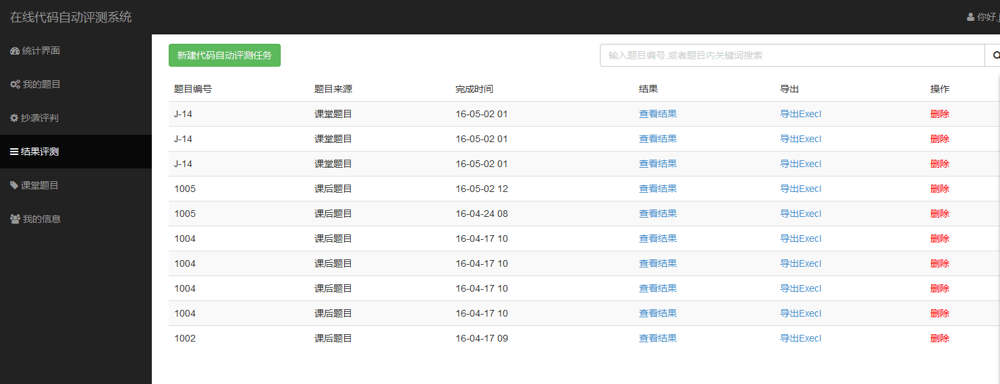 在线代码自动评测系统
你好,j
统计界面
我的题目
抄袭评判
结果评测
课堂题目
我的信息
新建代码自动评测任务
输入题目编号,或者题目内关键词搜索
题目编号 题目来源 完成时间 结果 导出 操作
J-14 课堂题目 16-05-02 01 查看结果 导出Execl 删除
J-14 课堂题目 16-05-02 01 查看结果 导出Execl 删除
J-14 课堂题目 16-05-02 01 查看结果 导出Execl 删除
1005 课后题目 16-05-02 12 查看结果 导出Execl 删除
1005 课后题目 16-04-24 08 查看结果 导出Execl 删除
1004 课后题目 16-04-17 10 查看结果 导出Execl 删除
1004 课后题目 16-04-17 10 查看结果 导出Execl 删除
1004 课后题目 16-04-17 10 查看结果 导出Execl 删除
1004 课后题目 16-04-17 10 查看结果 导出Execl 删除
1002 课后题目 16-04-17 09 查看结果 导出Execl 删除